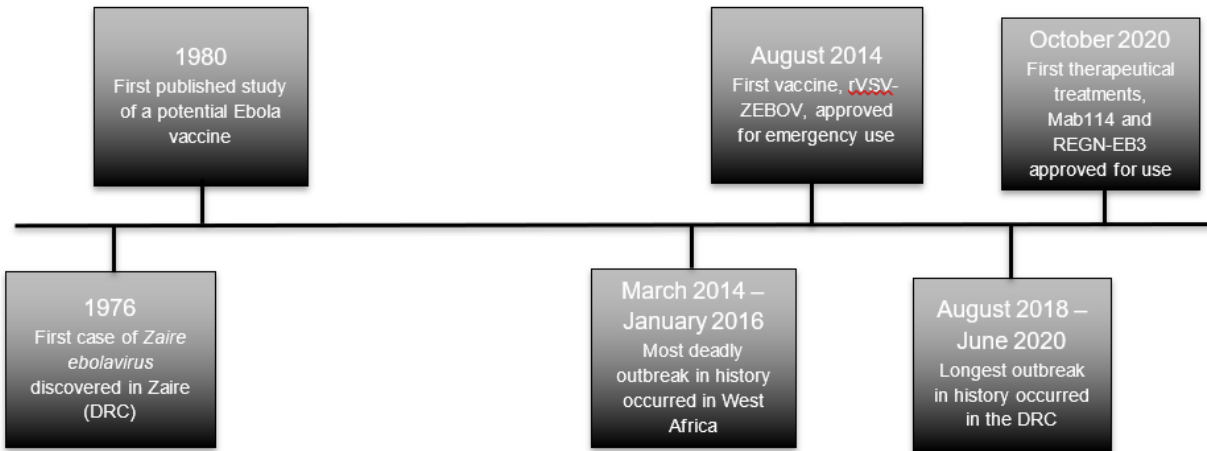 1980
First published study
of a potential Ebola
vaccine
August 2014
First vaccine, rVSV-
ZEBOV, approved
for emergency use
October 2020
First therapeutical
treatments,
Mab114 and
REGN-EB3
approved for use
1976
First case of Zaire
ebolavirus
discovered in Zaire
(DRC)
March 2014 –
January 2016
Most deadly
outbreak in history
occurred in West
Africa
August 2018 –
June 2020
Longest outbreak
in history occurred
in the DRC